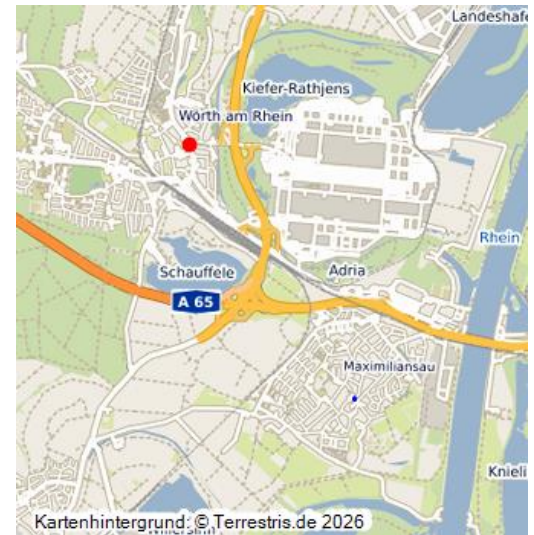 Landeshafe
Kiefer-Rathjens
Wörth am Rhein
Rhein
Schauffele
Adria
A 65
Maximiliansau
Knieli
Kartenhintergrund: © Terrestris.de 2026